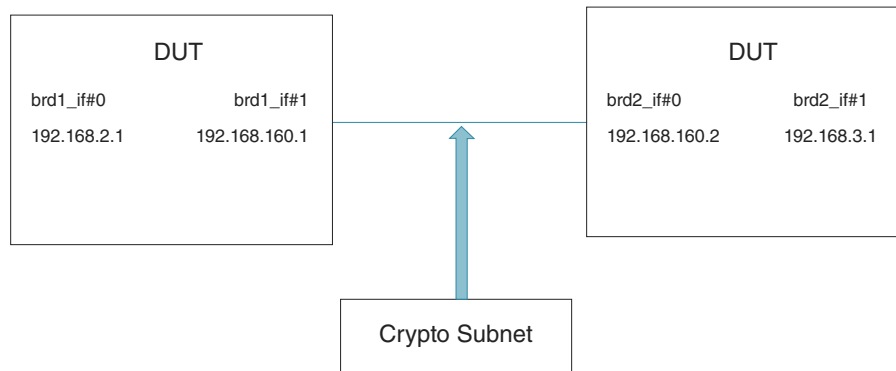 DUT
brd1_if#0 brd1_if#1
192.168.2.1 192.168.160.1
DUT
brd2_if#0 brd2_if#1
192.168.160.2 192.168.3.1
Crypto Subnet